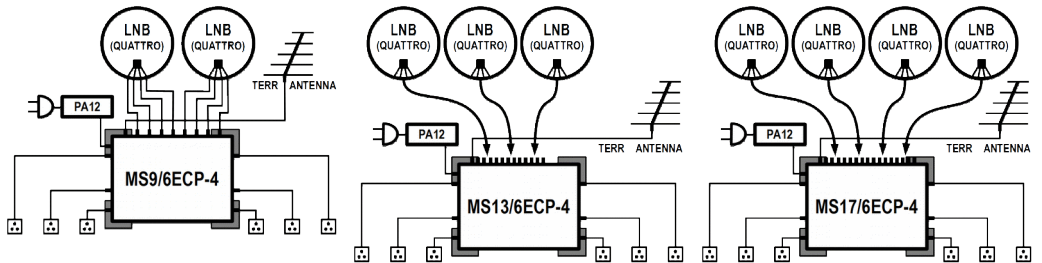 LNB
(QUATTRO)
LNB
(QUATTRO)
TERR ANTENNA
PA12
MS9/6ECP-4
LNB
(QUATTRO)
LNB
(QUATTRO)
LNB
(QUATTRO)
PA12
TERR ANTENNA
MS13/6ECP-4
LNB
(QUATTRO)
LNB
(QUATTRO)
LNB
(QUATTRO)
LNB
(QUATTRO)
PA12
TERR ANTENNA
MS17/6ECP-4